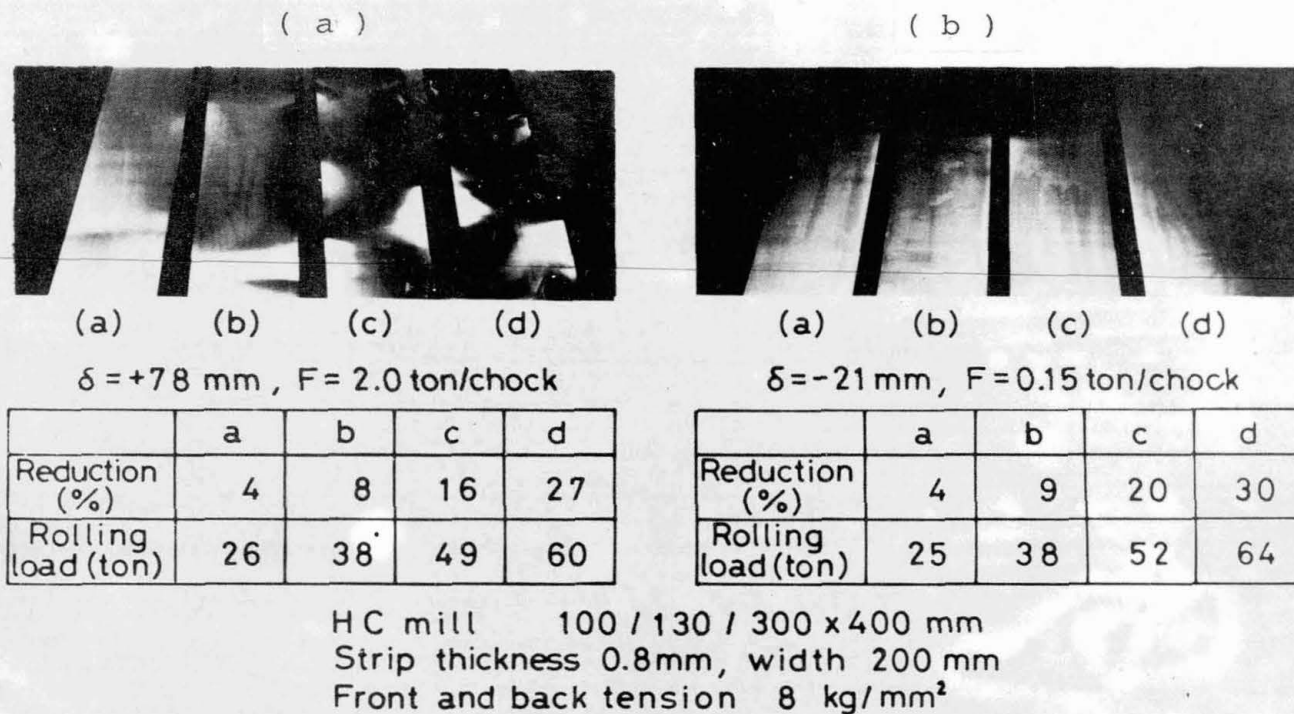 ( a )
( b )
(a) (b) (c) (d)
(a) (b) (c) (d)
δ=+78 mm, F= 2.0 ton/chock
δ=-21 mm, F=0.15 ton/chock
a b c d
Reduction (%) 4 8 16 27
Rolling load (ton) 26 38 49 60
a b c d
Reduction (%) 4 9 20 30
Rolling load (ton) 25 38 52 64
HC mill 100 / 130 / 300 x 400 mm
Strip thickness 0.8mm, width 200 mm
Front and back tension 8 kg/mm²